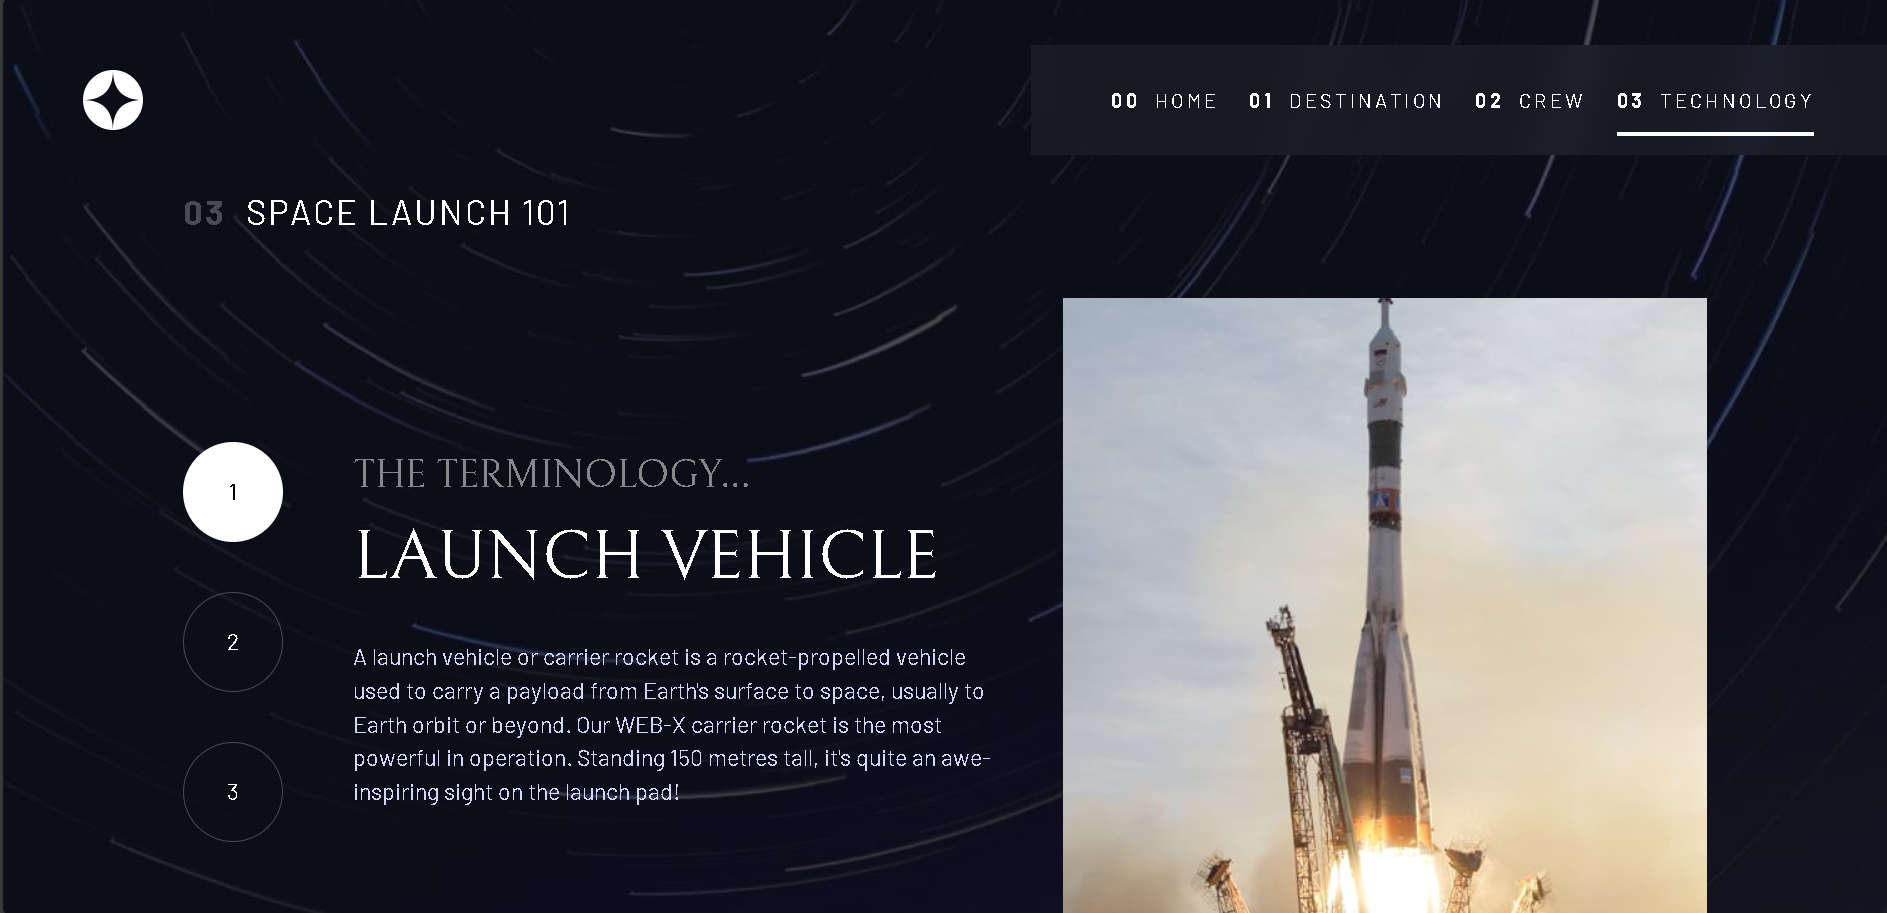 00 HOME 01 DESTINATION 02 CREW 03 TECHNOLOGY
03 SPACE LAUNCH 101
1
THE TERMINOLOGY...
LAUNCH VEHICLE
2
A launch vehicle or carrier rocket is a rocket-propelled vehicle
used to carry a payload from Earth's surface to space, usually to
Earth orbit or beyond. Our WEB-X carrier rocket is the most
powerful in operation. Standing 150 metres tall, it's quite an awe-
inspiring sight on the launch pad!
3